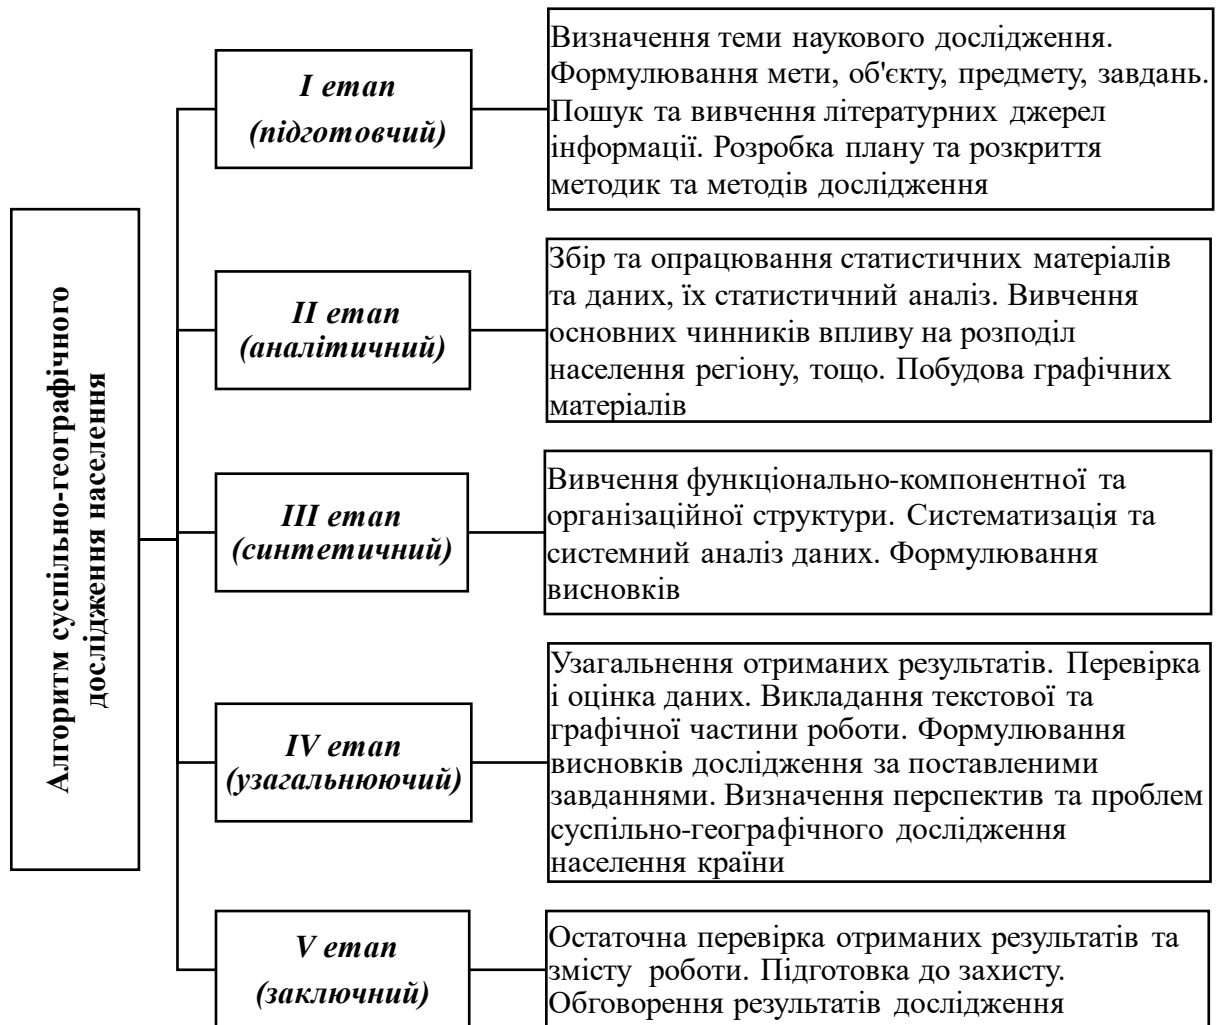 Алгоритм суспільно-географічного
дослідження населення
I етап
(підготовчий)
Визначення теми наукового дослідження.
Формулювання мети, об'єкту, предмету, завдань.
Пошук та вивчення літературних джерел
інформації. Розробка плану та розкриття
методик та методів дослідження
II етап
(аналітичний)
Збір та опрацювання статистичних матеріалів
та даних, їх статистичний аналіз. Вивчення
основних чинників впливу на розподіл
населення регіону, тощо. Побудова графічних
матеріалів
III етап
(синтетичний)
Вивчення функціонально-компонентної та
організаційної структури. Систематизація та
системний аналіз даних. Формулювання
висновків
IV етап
(узагальнюючий)
Узагальнення отриманих результатів. Перевірка
і оцінка даних. Викладання текстової та
графічної частини роботи. Формулювання
висновків дослідження за поставленими
завданнями. Визначення перспектив та проблем
суспільно-географічного дослідження
населення країни
V етап
(заключний)
Остаточна перевірка отриманих результатів та
змісту роботи. Підготовка до захисту.
Обговорення результатів дослідження